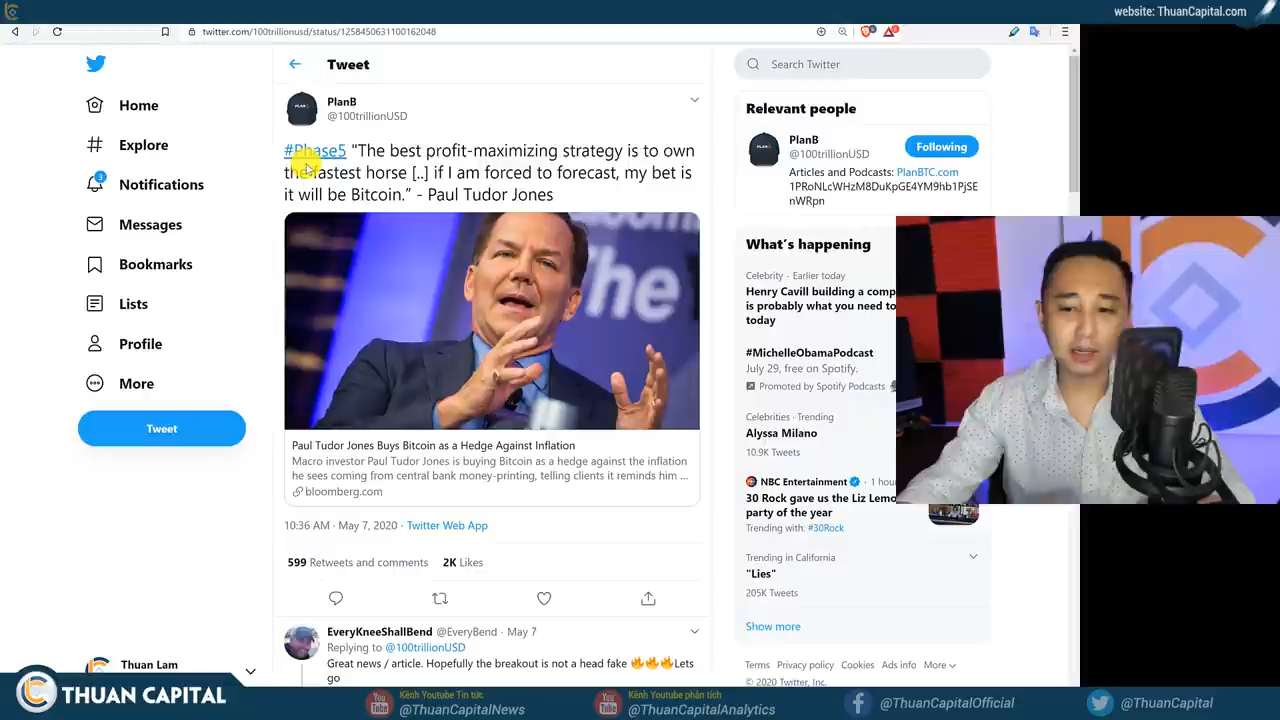 website: ThuanCapital.com
twitter.com/100trillionusd/status/1258450631100162048
Home
Explore
3
Notifications
Messages
Bookmarks
Lists
Profile
More
Tweet
Thuan Lam
Tweet
PlanB
@100trillionUSD
#Phase5 "The best profit-maximizing strategy is to own
the fastest horse [..] if I am forced to forecast, my bet is
it will be Bitcoin.” - Paul Tudor Jones
The
Paul Tudor Jones Buys Bitcoin as a Hedge Against Inflation
Macro investor Paul Tudor Jones is buying Bitcoin as a hedge against the inflation
he sees coming from central bank money-printing, telling clients it reminds him ...
bloomberg.com
10:36 AM · May 7, 2020 · Twitter Web App
599 Retweets and comments 2K Likes
EveryKneeShallBend @EveryBend · May 7
Replying to @100trillionUSD
Great news / article. Hopefully the breakout is not a head fake 🔥🔥🔥Lets
go
Search Twitter
Relevant people
PlanB
@100trillionUSD
Following
Articles and Podcasts: PlanBTC.com
1PRoNLcWHzM8DuKpGE4YM9hb1PjSE
nWRpn
What's happening
Celebrity · Earlier today
Henry Cavill building a comp
is probably what you need to
today
#MichelleObamaPodcast
July 29, free on Spotify.
Promoted by Spotify Podcasts
Celebrities · Trending
Alyssa Milano
10.9K Tweets
NBC Entertainment · 1 hou
30 Rock gave us the Liz Lemo
party of the year
Trending with: #30Rock
Trending in California
"Lies"
205K Tweets
Show more
Terms Privacy policy Cookies Ads info More
© 2020 Twitter, Inc.
THUAN CAPITAL
Kênh Youtube Tin tức
@ThuanCapitalNews
Kênh Youtube phân tích
@ThuanCapitalAnalytics
@ThuanCapitalOfficial
@ThuanCapital